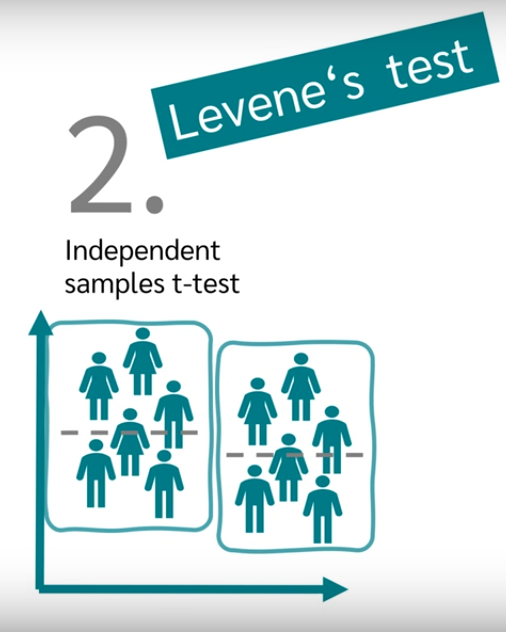 Levene‘s test
2.
Independent
samples t-test